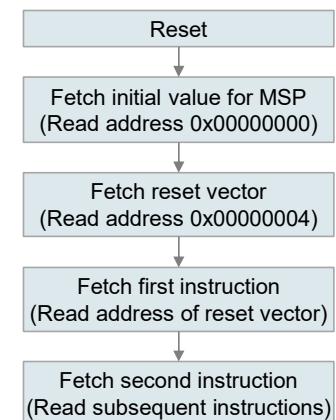 Reset
Fetch initial value for MSP
(Read address 0x00000000)
Fetch reset vector
(Read address 0x00000004)
Fetch first instruction
(Read address of reset vector)
Fetch second instruction
(Read subsequent instructions)